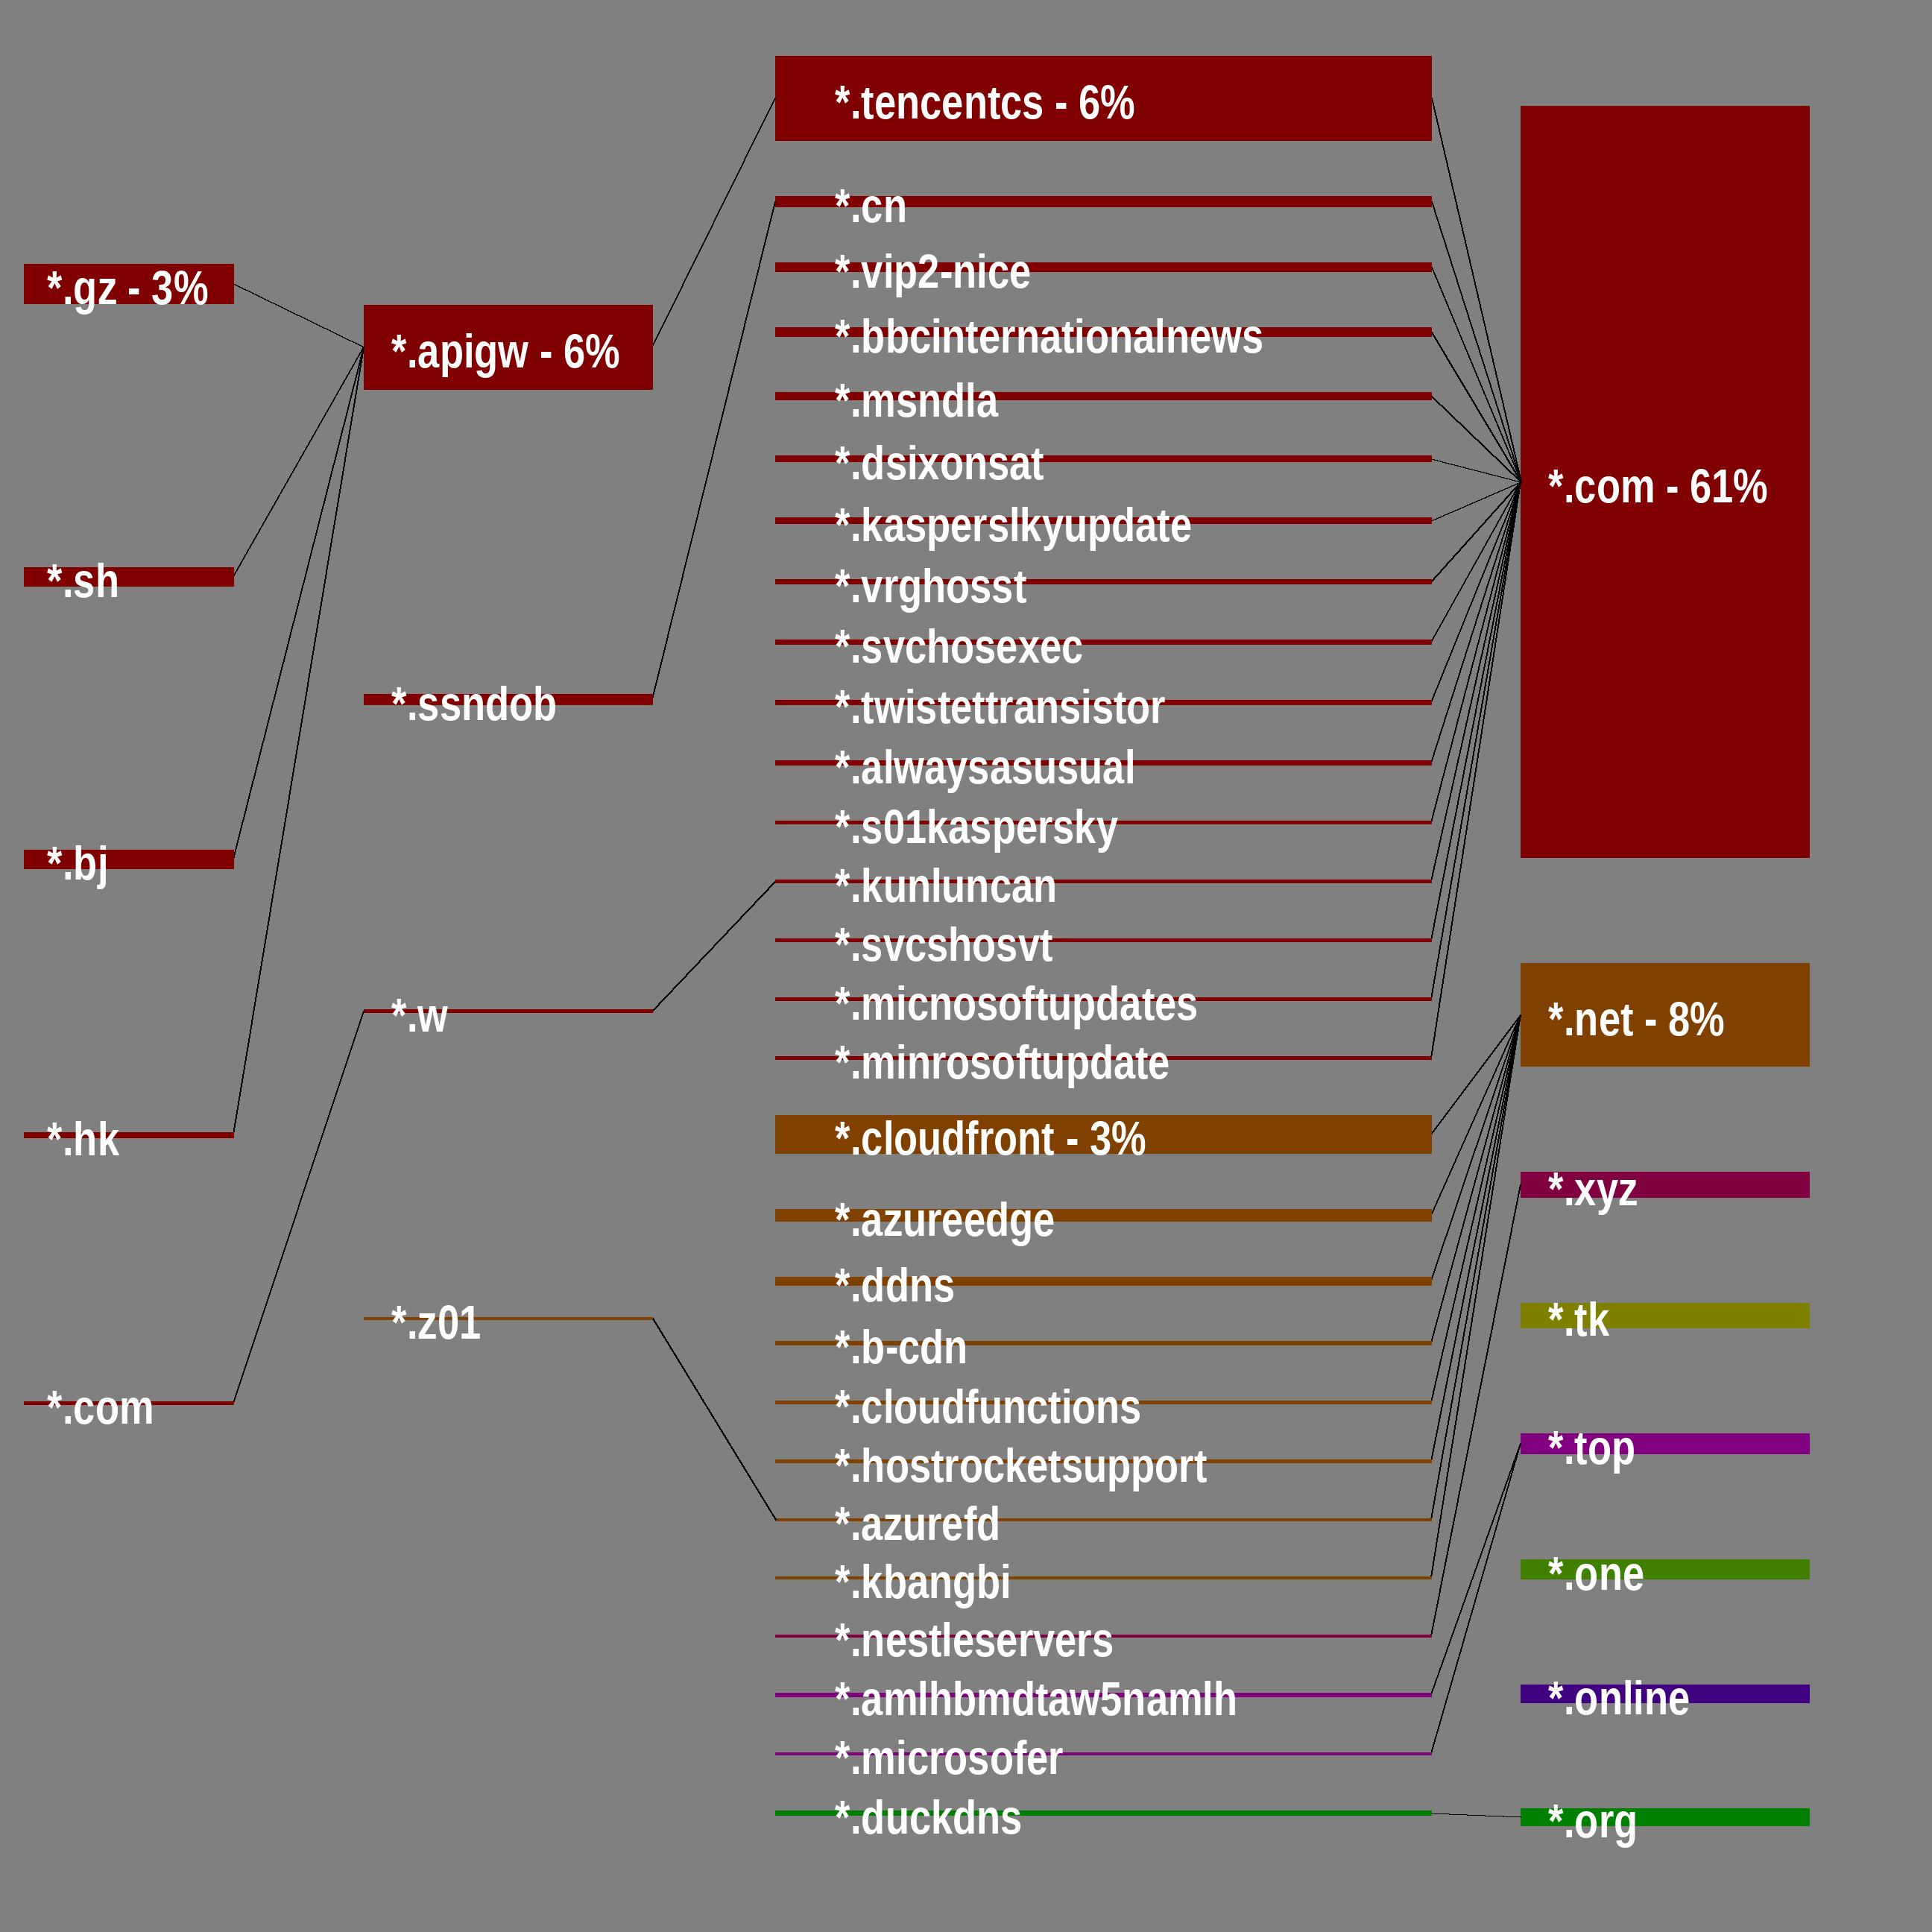 *.gz - 3%
*.sh
*.bj
*.hk
*.com
*.apigw - 6%
*.ssndob
*.w
*.z01
*.tencentcs - 6%
*.cn
*.vip2-nice
*.bbcinternationalnews
*.msndla
*.dsixonsat
*.kasperslkyupdate
*.vrghosst
*.svchosexec
*.twistettransistor
*.alwaysasusual
*.s01kaspersky
*.kunluncan
*.svcshosvt
*.micnosoftupdates
*.minrosoftupdate
*.cloudfront - 3%
*.azureedge
*.ddns
*.b-cdn
*.cloudfunctions
*.hostrocketsupport
*.azurefd
*.kbangbi
*.nestleservers
*.amlhbmdtaw5namlh
*.microsofer
*.duckdns
*.com - 61%
*.net - 8%
*.xyz
*.tk
*.top
*.one
*.online
*.org